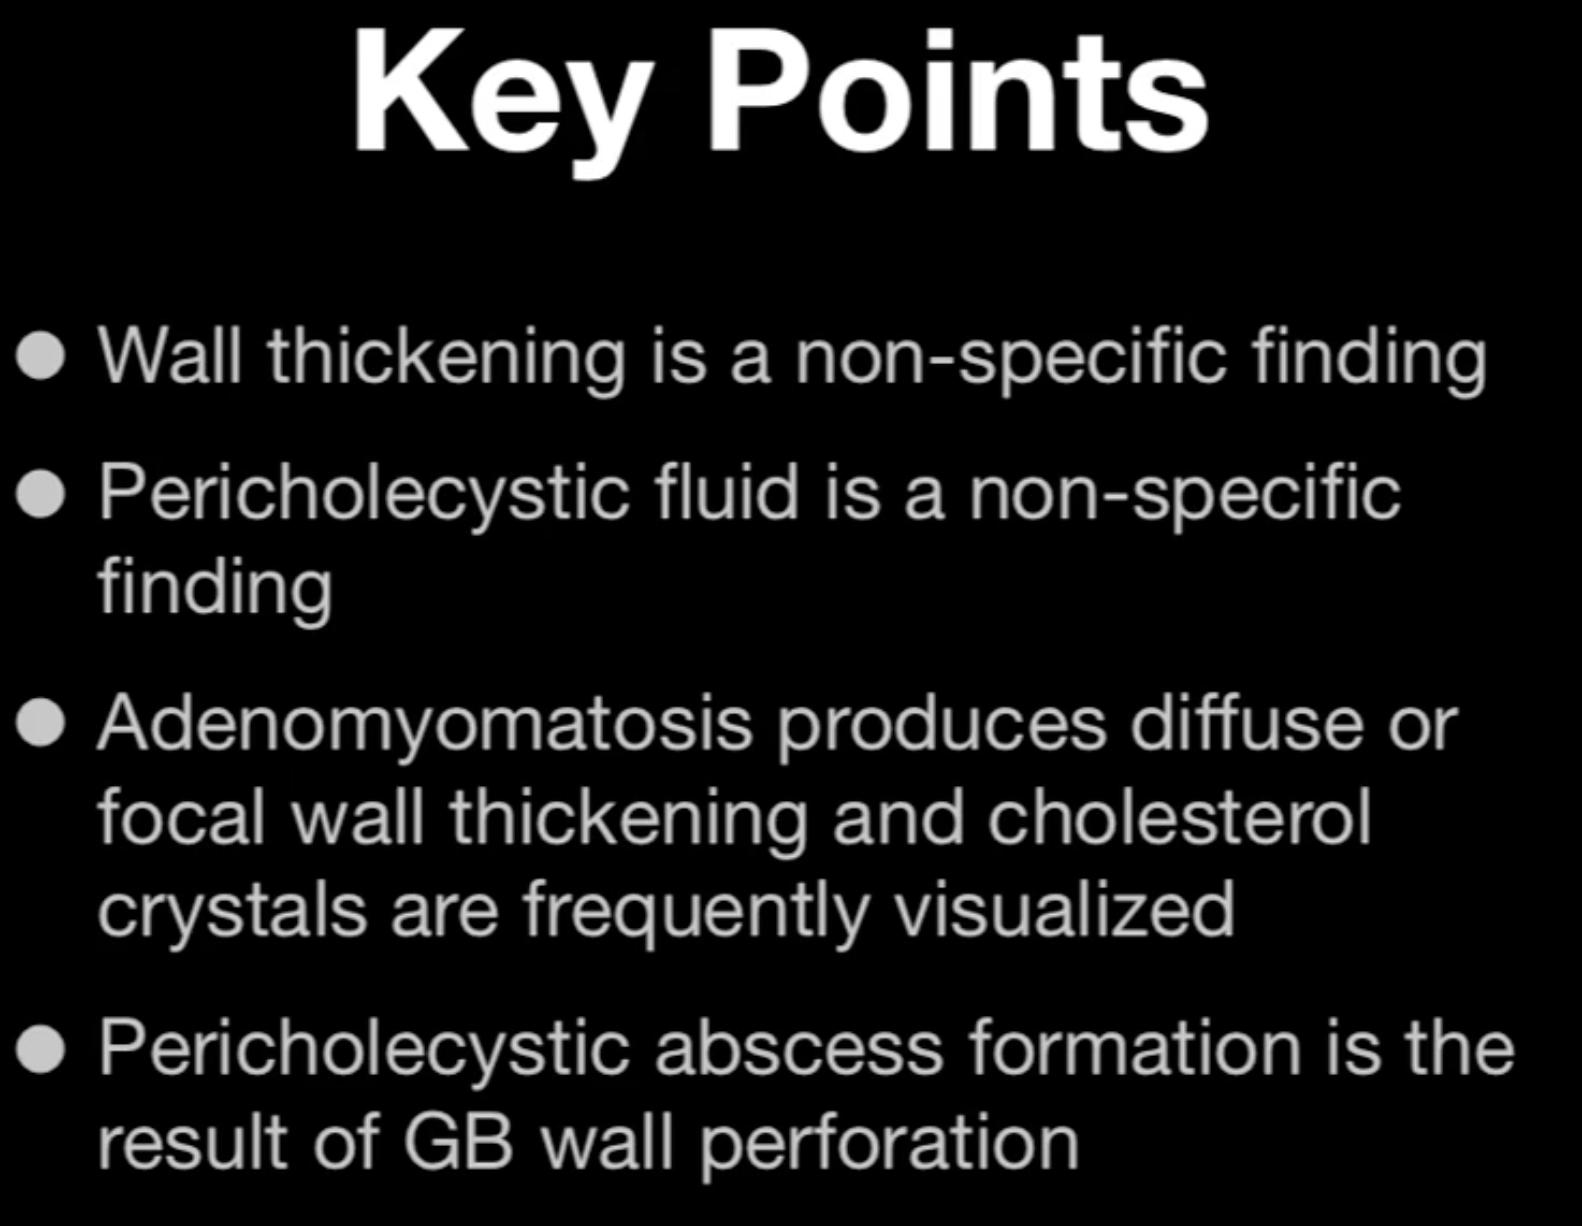 Key Points
● Wall thickening is a non-specific finding
● Pericholecystic fluid is a non-specific
finding
● Adenomyomatosis produces diffuse or
focal wall thickening and cholesterol
crystals are frequently visualized
● Pericholecystic abscess formation is the
result of GB wall perforation